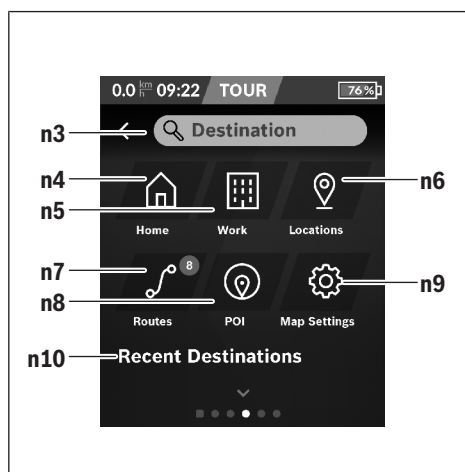 0.0 km/h 09:22 TOUR 76%
n3 Destination
n4 n6
n5
Home Work Locations
n7 8
n8 n9
Routes POI Map Settings
n10 Recent Destinations